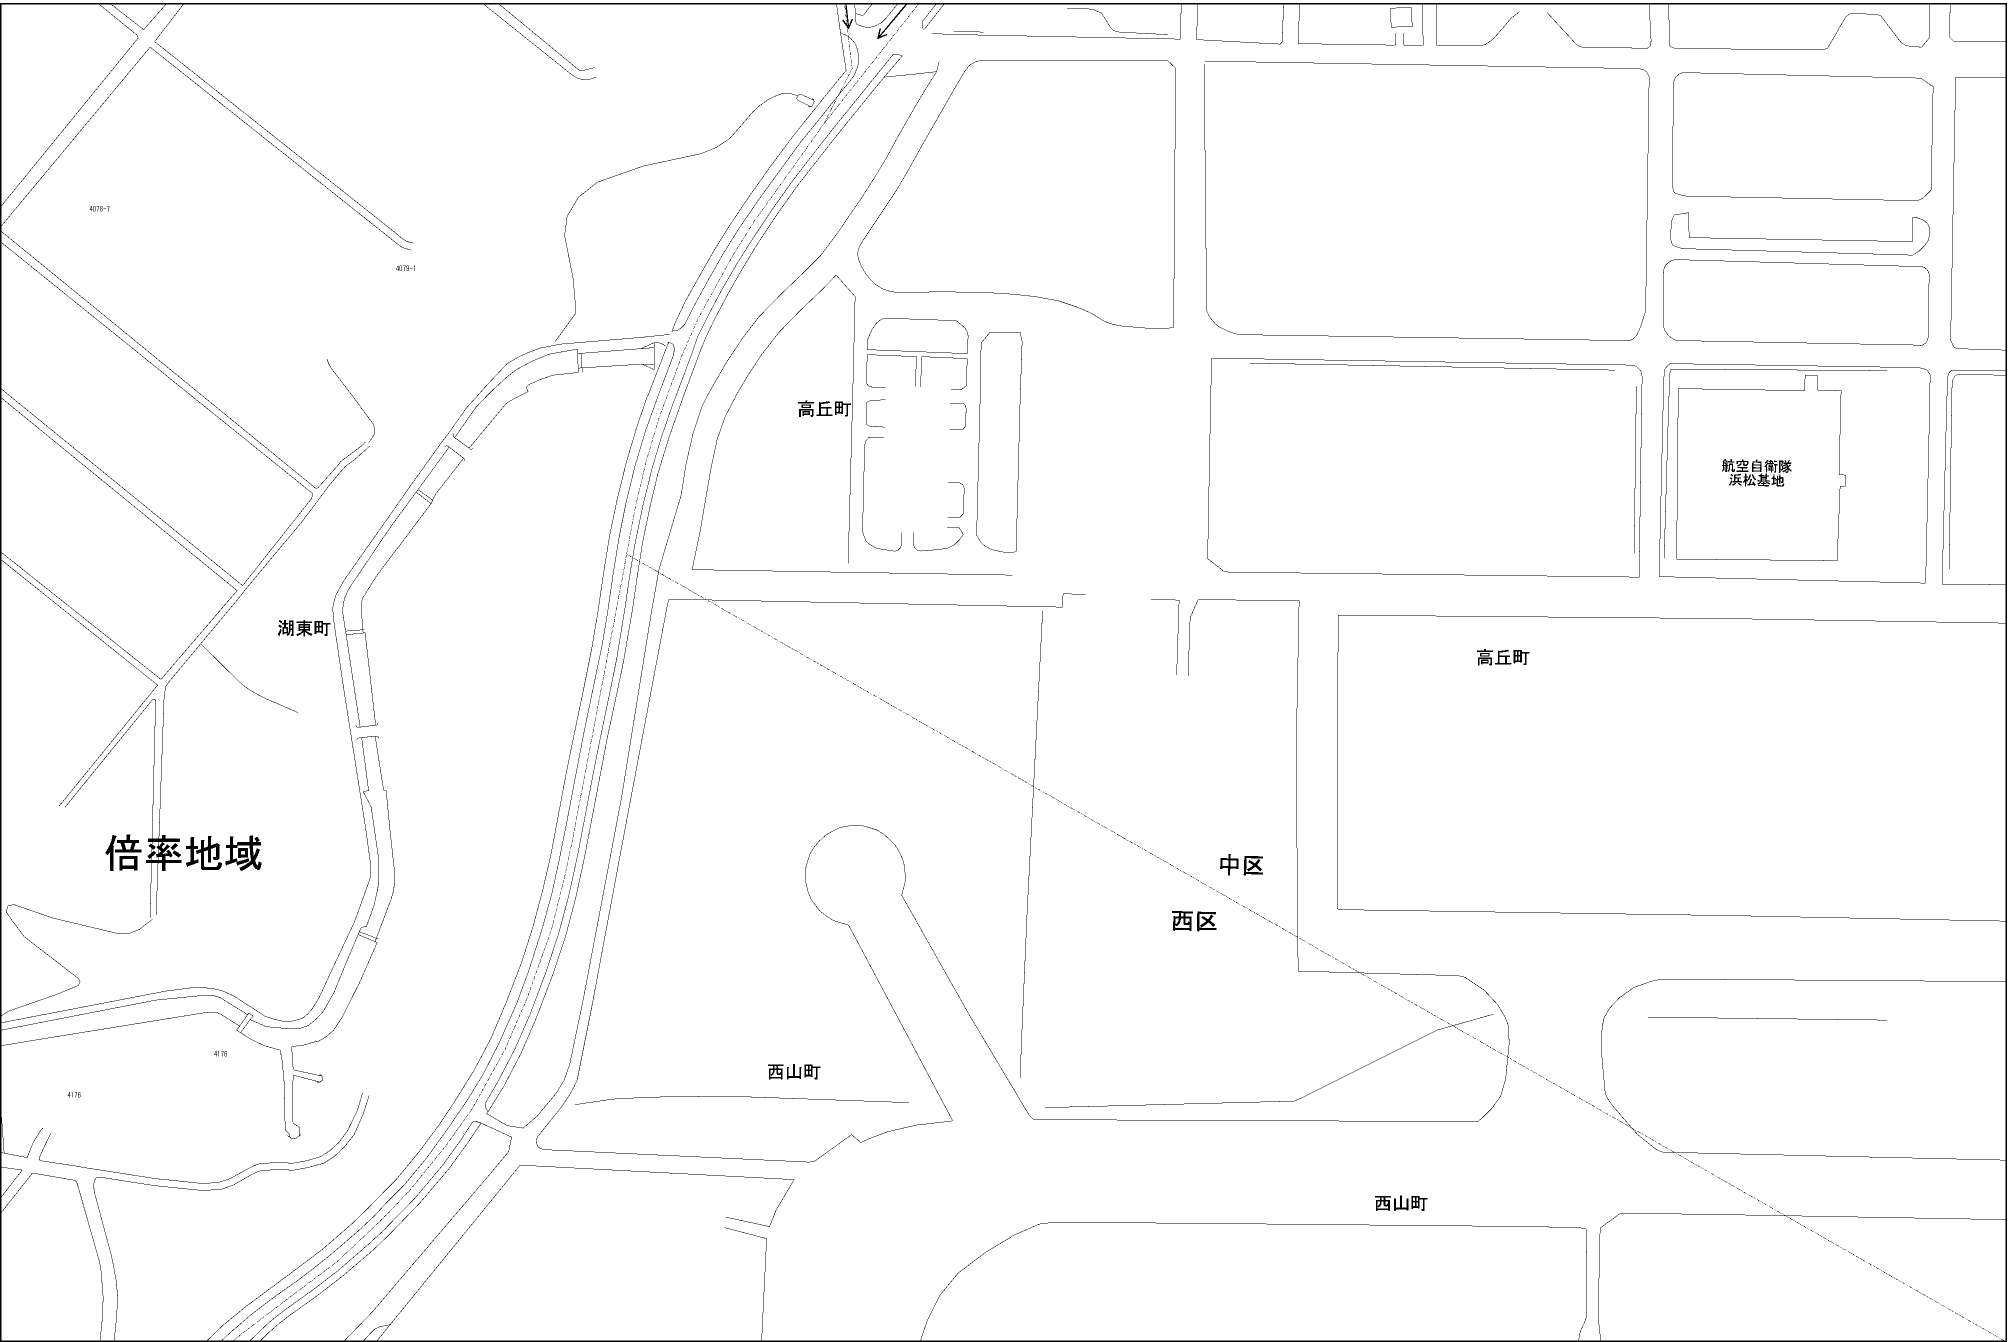 4078-7
4079-1
高丘町
航空自衛隊
浜松基地
湖東町
高丘町
倍率地域
中区
西区
4176
西山町
4176
西山町